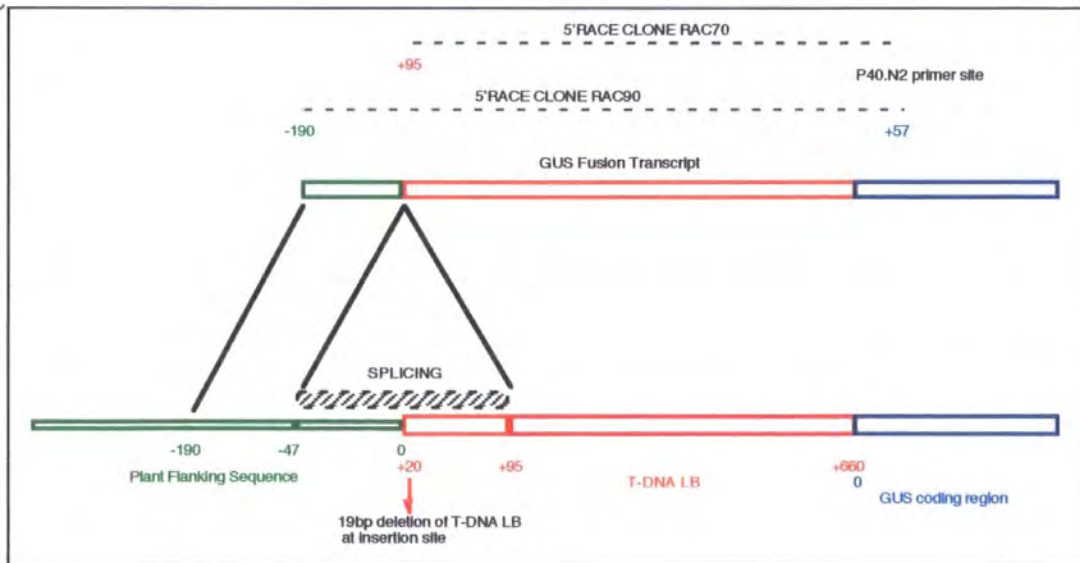 5'RACE CLONE RAC70
+95
P40.N2 primer site
5'RACE CLONE RAC90
-190
+57
GUS Fusion Transcript
SPLICING
-190
-47
0
+20
+95
+660
0
Plant Flanking Sequence
T-DNA LB
GUS coding region
19bp deletion of T-DNA LB
at insertion site